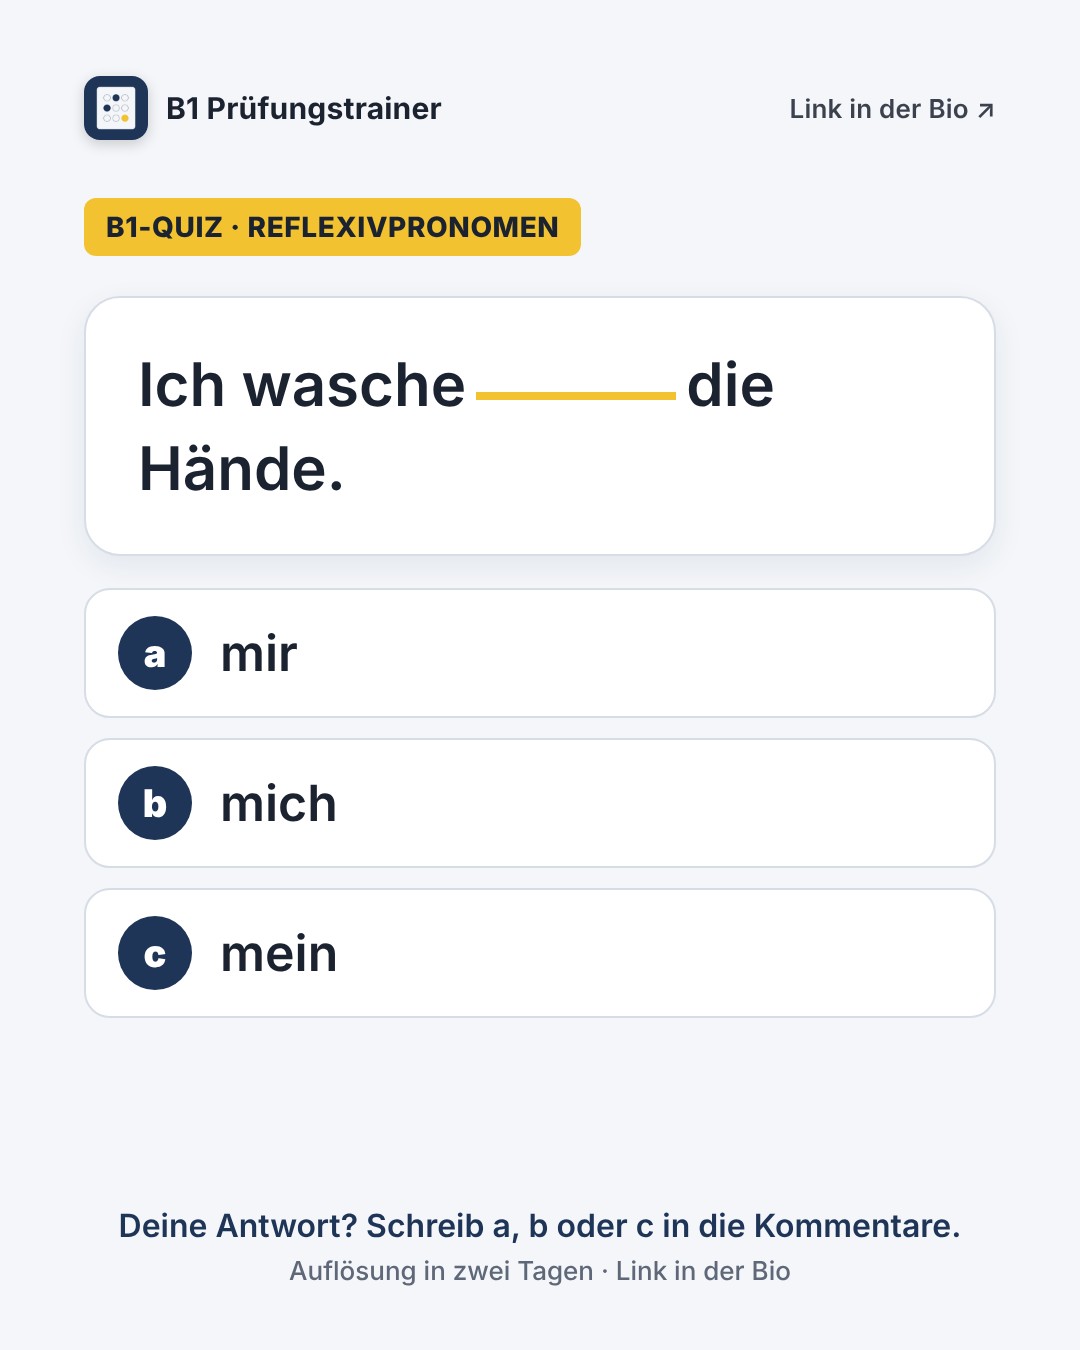 B1 Prüfungstrainer
Link in der Bio ↗
B1-QUIZ · REFLEXIVPRONOMEN
Ich wasche ______ die
Hände.
a mir
b mich
c mein
Deine Antwort? Schreib a, b oder c in die Kommentare.
Auflösung in zwei Tagen · Link in der Bio